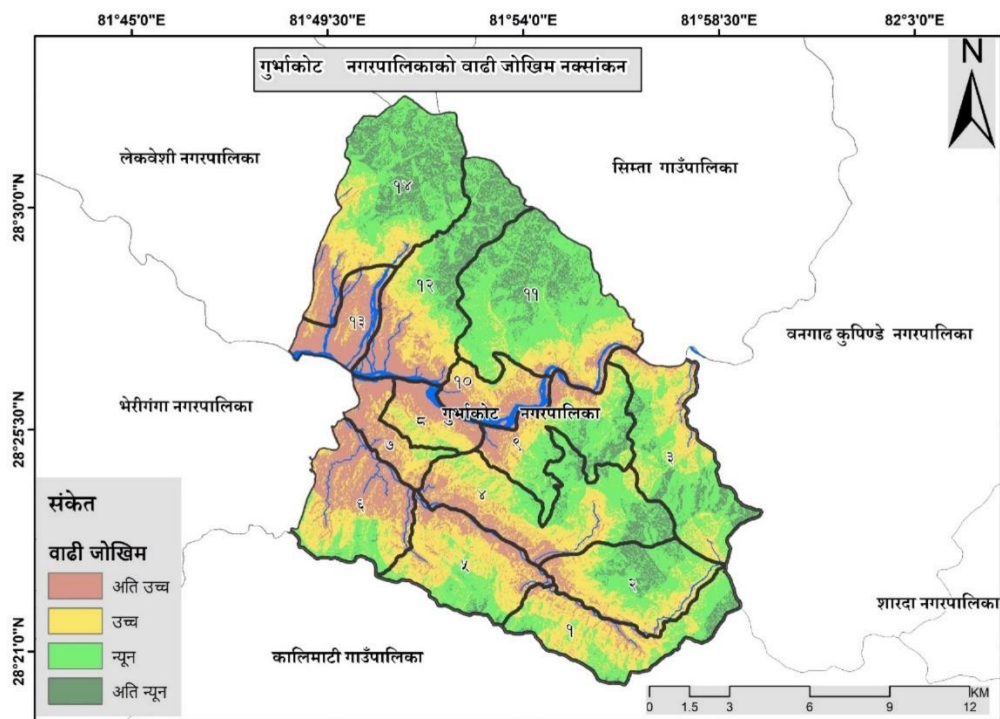 81°45'0"E 81°49'30"E 81°54'0"E 81°58'30"E 82°3'0"E
गुर्भाकोट नगरपालिकाको वाढी जोखिम नक्सांकन
N
लेकवेशी नगरपालिका
सिम्ता गाउँपालिका
28°30'0"N
१४
१२
११
१३
वनगाढ कुपिण्डे नगरपालिका
१०
भेरीगंगा नगरपालिका
गुर्भाकोट नगरपालिका
28°25'30"N
८
९
७
३
४
६
५
२
१
संकेत
वाढी जोखिम
अति उच्च
उच्च
न्यून
अति न्यून
शारदा नगरपालिका
कालिमाटी गाउँपालिका
28°21'0"N
KM
0 1.5 3 6 9 12